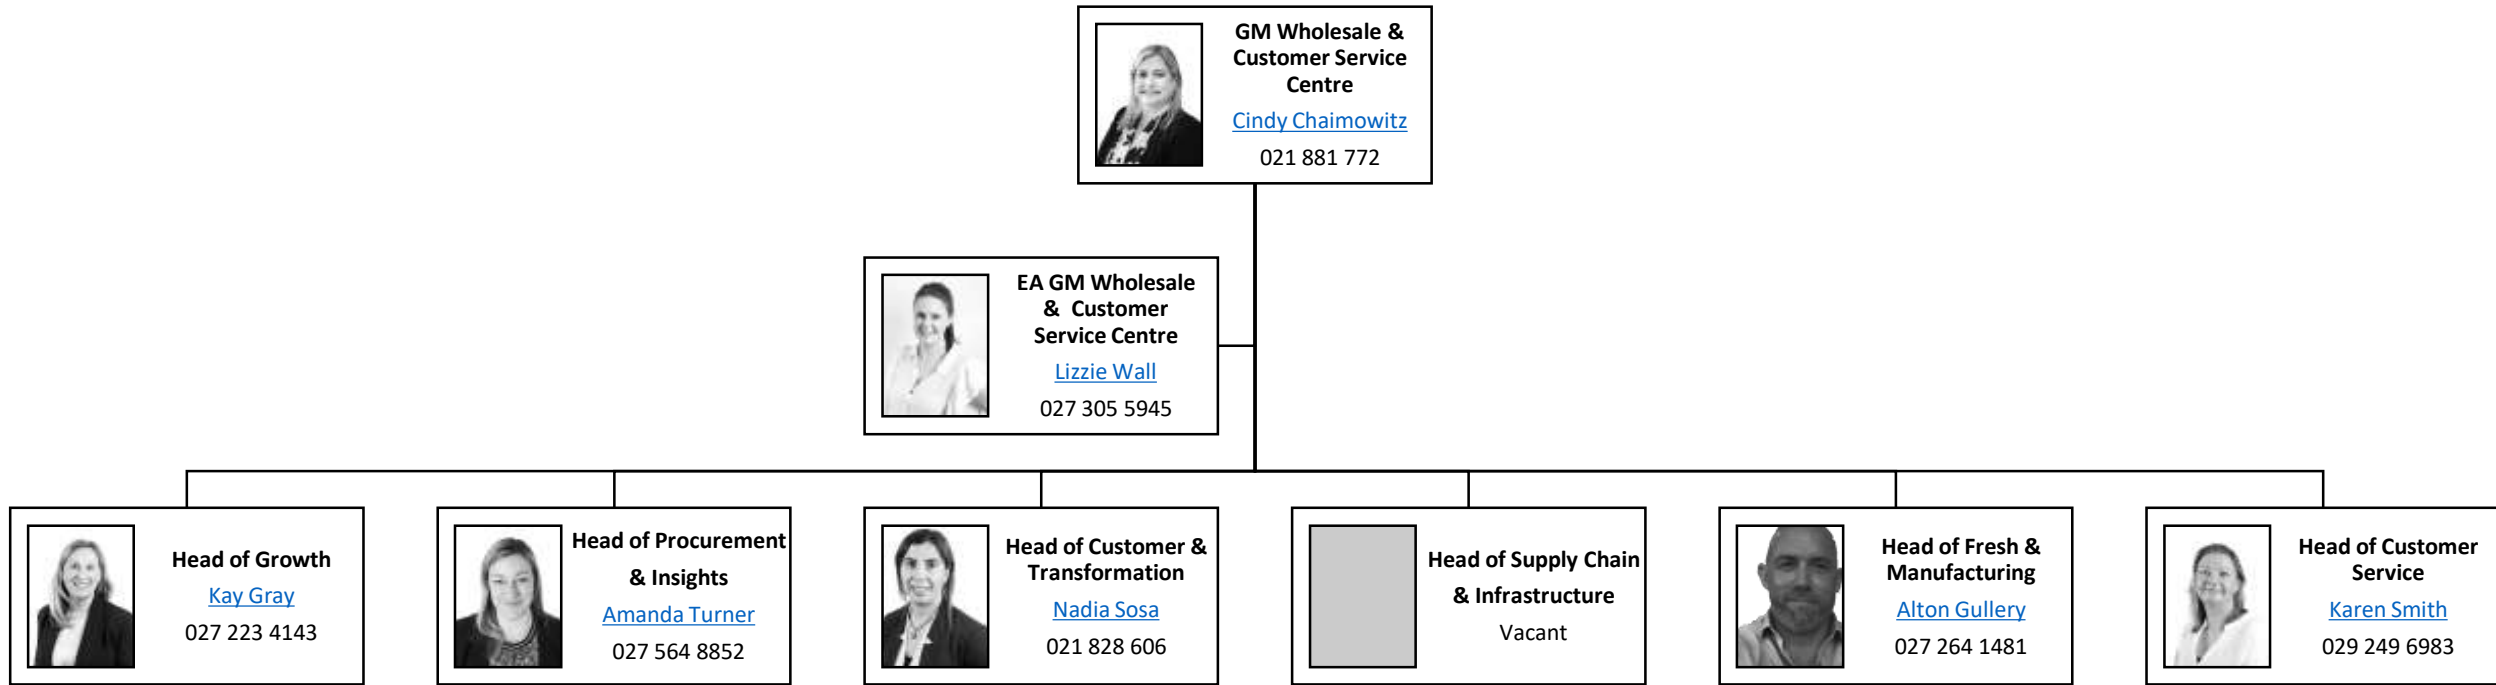 GM Wholesale &
Customer Service
Centre
Cindy Chaimowitz
021 881 772
EA GM Wholesale
& Customer
Service Centre
Lizzie Wall
027 305 5945
Head of Growth
Kay Gray
027 223 4143
Head of Procurement
& Insights
Amanda Turner
027 564 8852
Head of Customer &
Transformation
Nadia Sosa
021 828 606
Head of Supply Chain
& Infrastructure
Vacant
Head of Fresh &
Manufacturing
Alton Gullery
027 264 1481
Head of Customer
Service
Karen Smith
029 249 6983